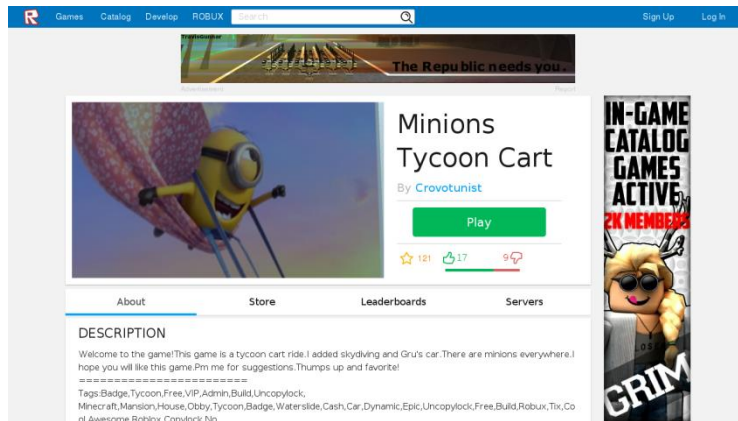 Games Catalog Develop ROBUX Search Sign Up Log In
The Republic needs you.
Advertisement Report
Minions
Tycoon Cart
By Crovotunist
Play
121 17 9
About Store Leaderboards Servers
DESCRIPTION
Welcome to the game!This game is a tycoon cart ride.I added skydiving and Gru's car.There are minions everywhere.I
hope you will like this game.Pm me for suggestions.Thumps up and favorite!
========================
Tags:Badge,Tycoon,Free,VIP,Admin,Build,Uncopylock,
Minecraft,Mansion,House,Obby,Tycoon,Badge,Waterslide,Cash,Car,Dynamic,Epic,Uncopylock,Free,Build,Robux,Tix,Co
ol,Awesome,Roblox,Copylock,No
IN-GAME
CATALOG
GAMES
ACTIVE
2K MEMBERS
GRIM